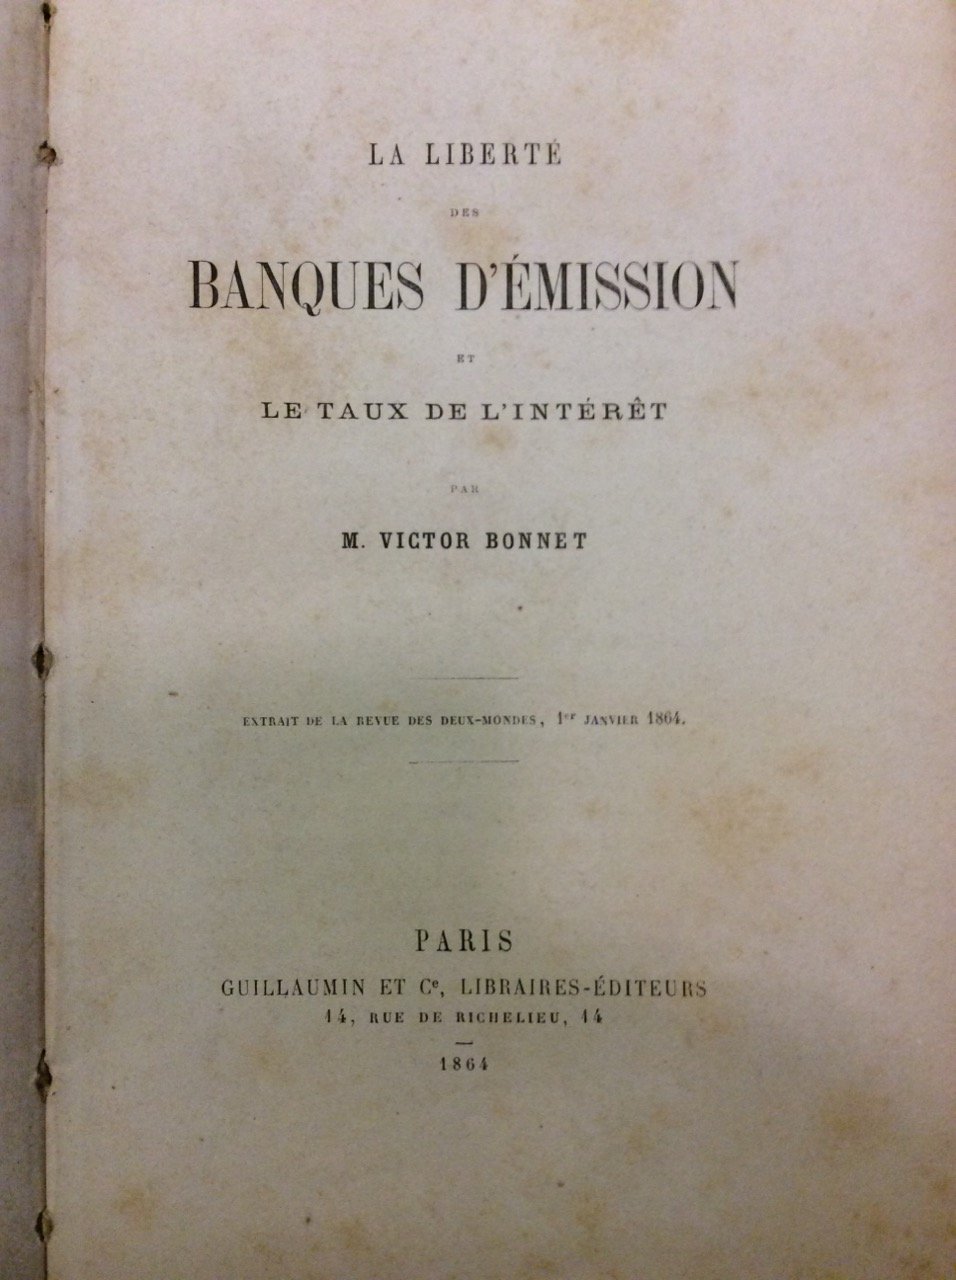 LA LIBERTÉ
DES
BANQUES D'ÉMISSION
ET
LE TAUX DE L'INTÉRÊT
PAR
M. VICTOR BONNET
EXTRAIT DE LA REVUE DES DEUX-MONDES, 1er JANVIER 1864.
PARIS
GUILLAUMIN ET Ce, LIBRAIRES-ÉDITEURS
14, RUE DE RICHELIEU, 14
1864